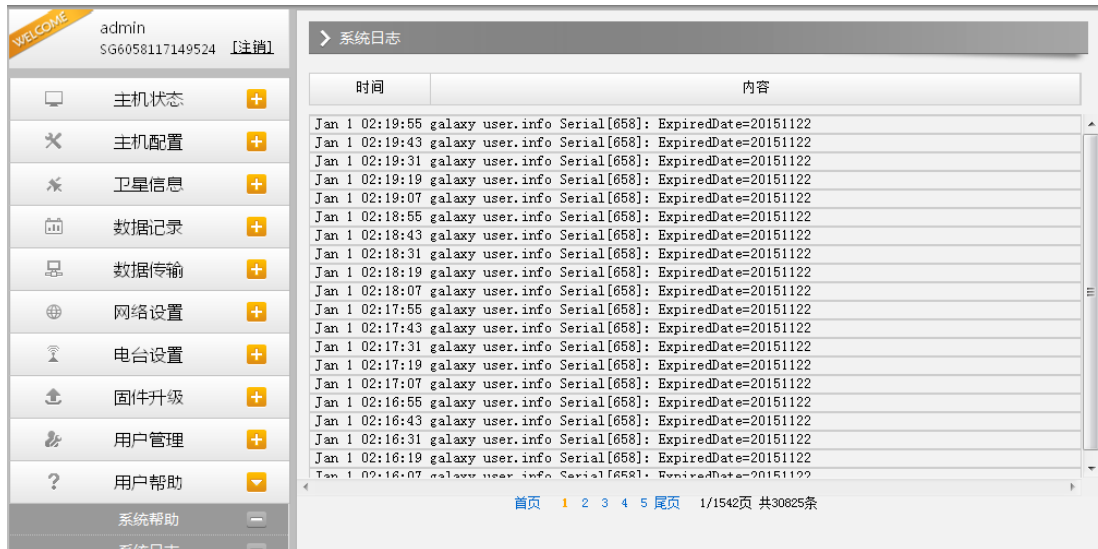 WELCOME
admin
SG6058117149524 [注销]
主机状态
主机配置
卫星信息
数据记录
数据传输
网络设置
电台设置
固件升级
用户管理
用户帮助
系统帮助
系统日志
系统日志
时间 内容
Jan 1 02:19:55 galaxy user.info Serial[658]: ExpiredDate=20151122
Jan 1 02:19:43 galaxy user.info Serial[658]: ExpiredDate=20151122
Jan 1 02:19:31 galaxy user.info Serial[658]: ExpiredDate=20151122
Jan 1 02:19:19 galaxy user.info Serial[658]: ExpiredDate=20151122
Jan 1 02:19:07 galaxy user.info Serial[658]: ExpiredDate=20151122
Jan 1 02:18:55 galaxy user.info Serial[658]: ExpiredDate=20151122
Jan 1 02:18:43 galaxy user.info Serial[658]: ExpiredDate=20151122
Jan 1 02:18:31 galaxy user.info Serial[658]: ExpiredDate=20151122
Jan 1 02:18:19 galaxy user.info Serial[658]: ExpiredDate=20151122
Jan 1 02:18:07 galaxy user.info Serial[658]: ExpiredDate=20151122
Jan 1 02:17:55 galaxy user.info Serial[658]: ExpiredDate=20151122
Jan 1 02:17:43 galaxy user.info Serial[658]: ExpiredDate=20151122
Jan 1 02:17:31 galaxy user.info Serial[658]: ExpiredDate=20151122
Jan 1 02:17:19 galaxy user.info Serial[658]: ExpiredDate=20151122
Jan 1 02:17:07 galaxy user.info Serial[658]: ExpiredDate=20151122
Jan 1 02:16:55 galaxy user.info Serial[658]: ExpiredDate=20151122
Jan 1 02:16:43 galaxy user.info Serial[658]: ExpiredDate=20151122
Jan 1 02:16:31 galaxy user.info Serial[658]: ExpiredDate=20151122
Jan 1 02:16:19 galaxy user.info Serial[658]: ExpiredDate=20151122
Jan 1 02:16:07 galaxy user.info Serial[658]: ExpiredDate=20151122
首页 1 2 3 4 5 尾页 1/1542页 共30825条